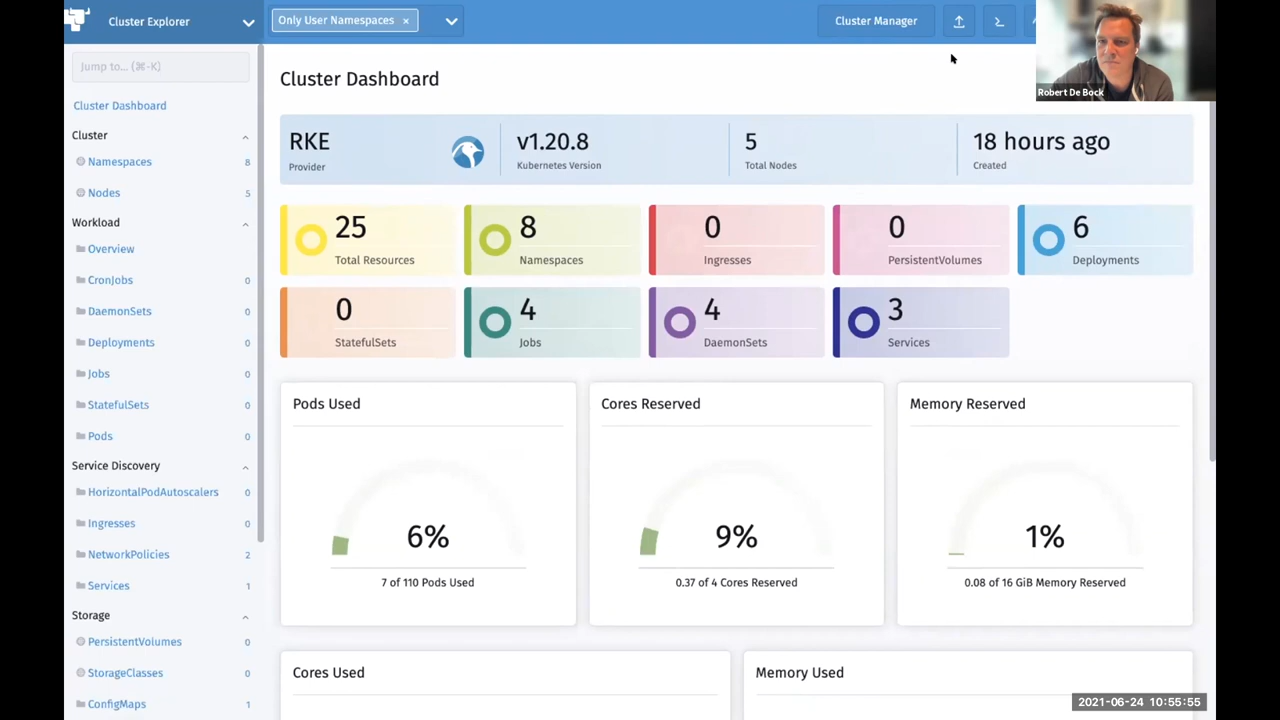 Cluster Explorer
Only User Namespaces ×
Cluster Manager
Robert De Bock
Jump to... (⌘-K)
Cluster Dashboard
Cluster
Namespaces 8
Nodes 5
Workload
Overview
CronJobs 0
DaemonSets 0
Deployments 0
Jobs 0
StatefulSets 0
Pods 0
Service Discovery
HorizontalPodAutoscalers 0
Ingresses 0
NetworkPolicies 2
Services 1
Storage
PersistentVolumes 0
StorageClasses 0
ConfigMaps 1
Cluster Dashboard
RKE
Provider
v1.20.8
Kubernetes Version
5
Total Nodes
18 hours ago
Created
25
Total Resources
8
Namespaces
0
Ingresses
0
PersistentVolumes
6
Deployments
0
StatefulSets
4
Jobs
4
DaemonSets
3
Services
Pods Used
6%
7 of 110 Pods Used
Cores Reserved
9%
0.37 of 4 Cores Reserved
Memory Reserved
1%
0.08 of 16 GiB Memory Reserved
Cores Used
Memory Used
2021-06-24 10:55:55